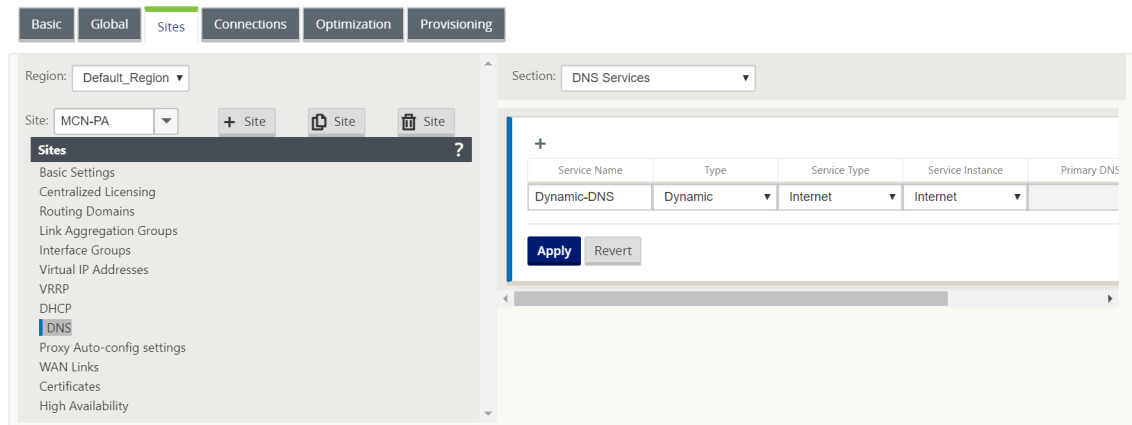 Basic Global Sites Connections Optimization Provisioning
Region: Default_Region
Site: MCN-PA + Site Site Site
Sites ?
Basic Settings
Centralized Licensing
Routing Domains
Link Aggregation Groups
Interface Groups
Virtual IP Addresses
VRRP
DHCP
DNS
Proxy Auto-config settings
WAN Links
Certificates
High Availability
Section: DNS Services
+
Service Name Type Service Type Service Instance Primary DNS
Dynamic-DNS Dynamic Internet Internet
Apply Revert